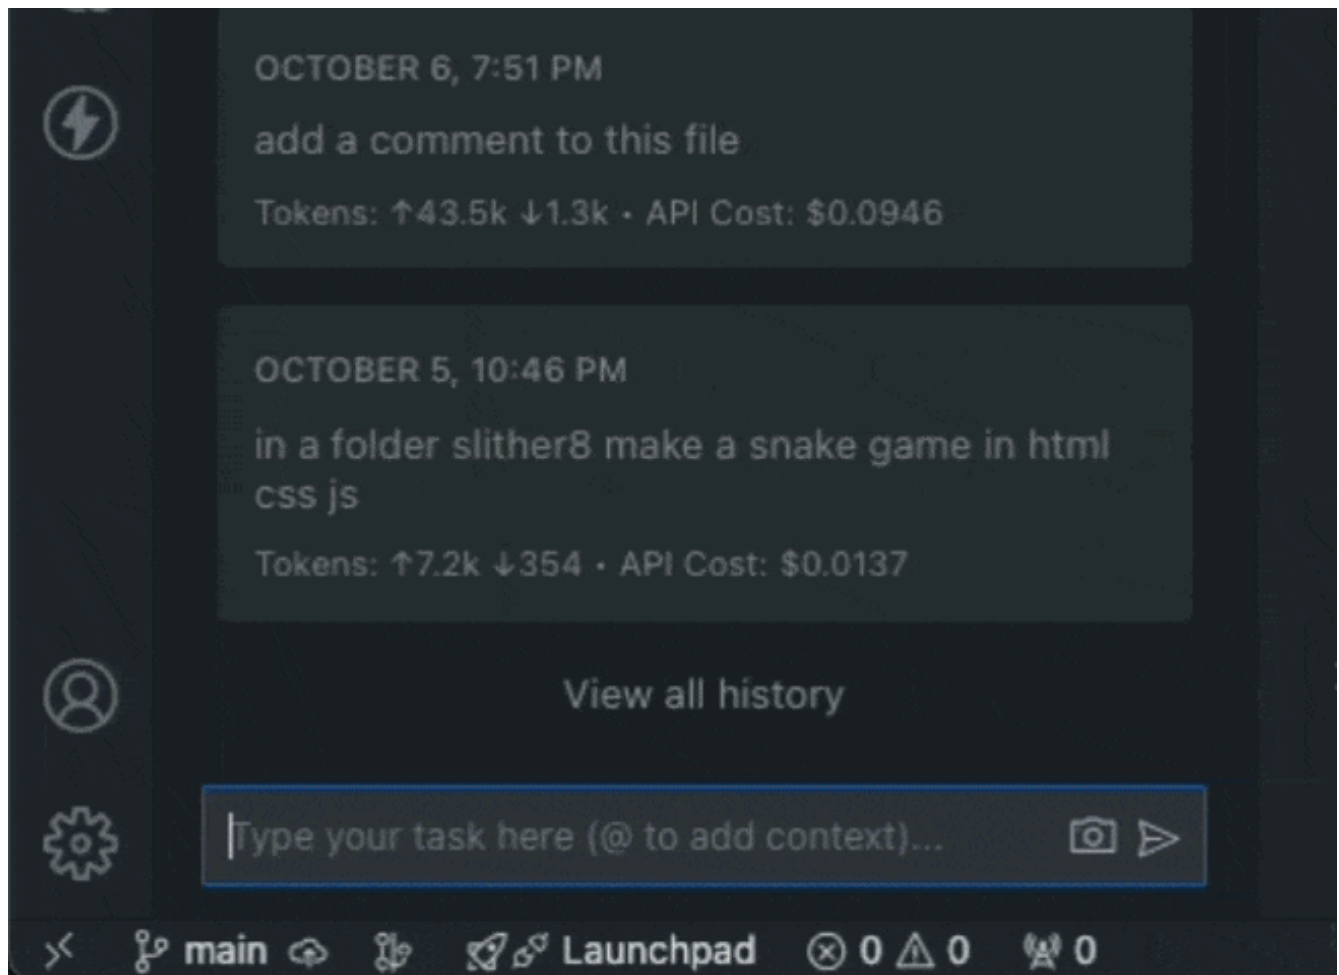 OCTOBER 6, 7:51 PM
add a comment to this file
Tokens: ↑43.5k ↓1.3k • API Cost: $0.0946
OCTOBER 5, 10:46 PM
in a folder slither8 make a snake game in html
css js
Tokens: ↑7.2k ↓354 • API Cost: $0.0137
View all history
Type your task here (@ to add context)...
main Launchpad 0 0 0